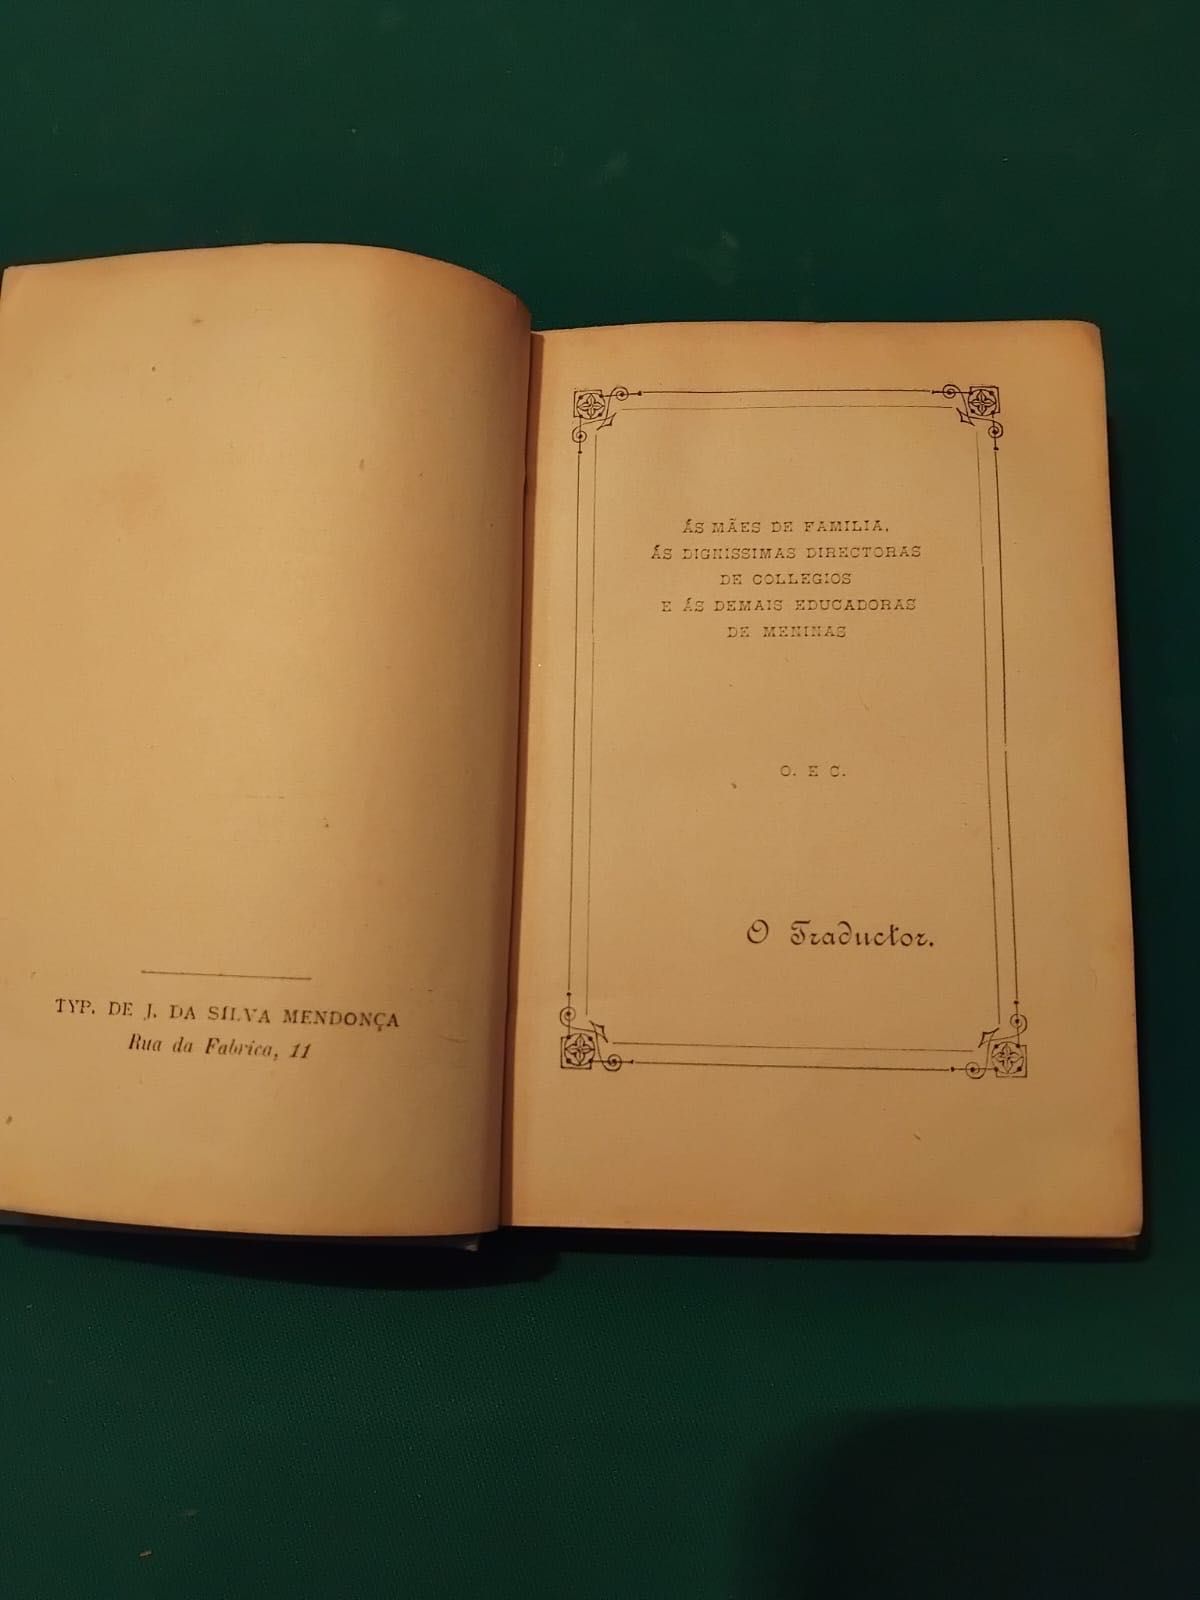 TYP. DE J. DA SILVA MENDONÇA
Rua da Fabrica, 11
ÁS MÃES DE FAMILIA,
ÁS DIGNISSIMAS DIRECTORAS
DE COLLEGIOS
E ÁS DEMAIS EDUCADORAS
DE MENINAS
O. E C.
O Traductor.